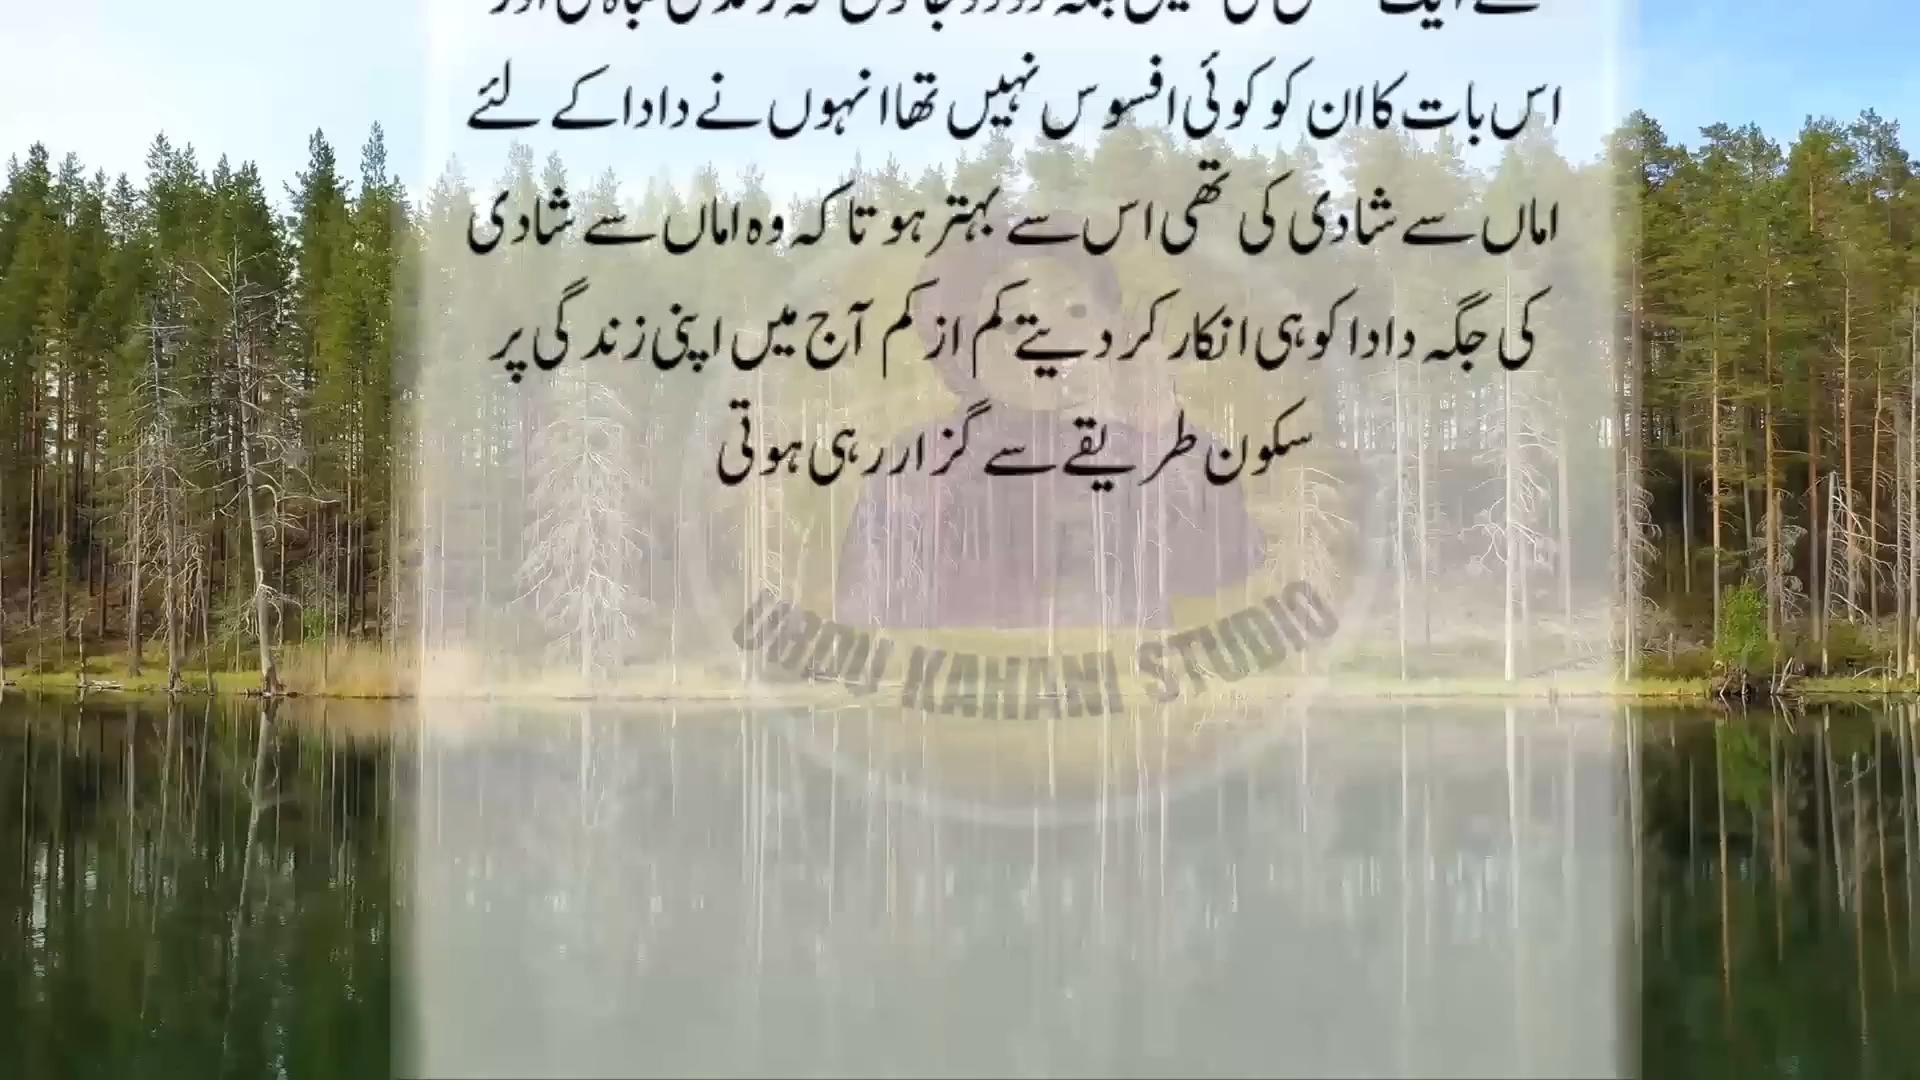 اس بات کا ان کو کوئی افسوس نہیں تھا انہوں نے دادا کے لئے
اماں سے شادی کی تھی اس سے بہتر ہوتا کہ وہ اماں سے شادی
کی جگہ دادا کو ہی انکار کر دیتے کم از کم آج میں اپنی زندگی پر
سکون طریقے سے گزار رہی ہوتی
URDU KAHANI STUDIO